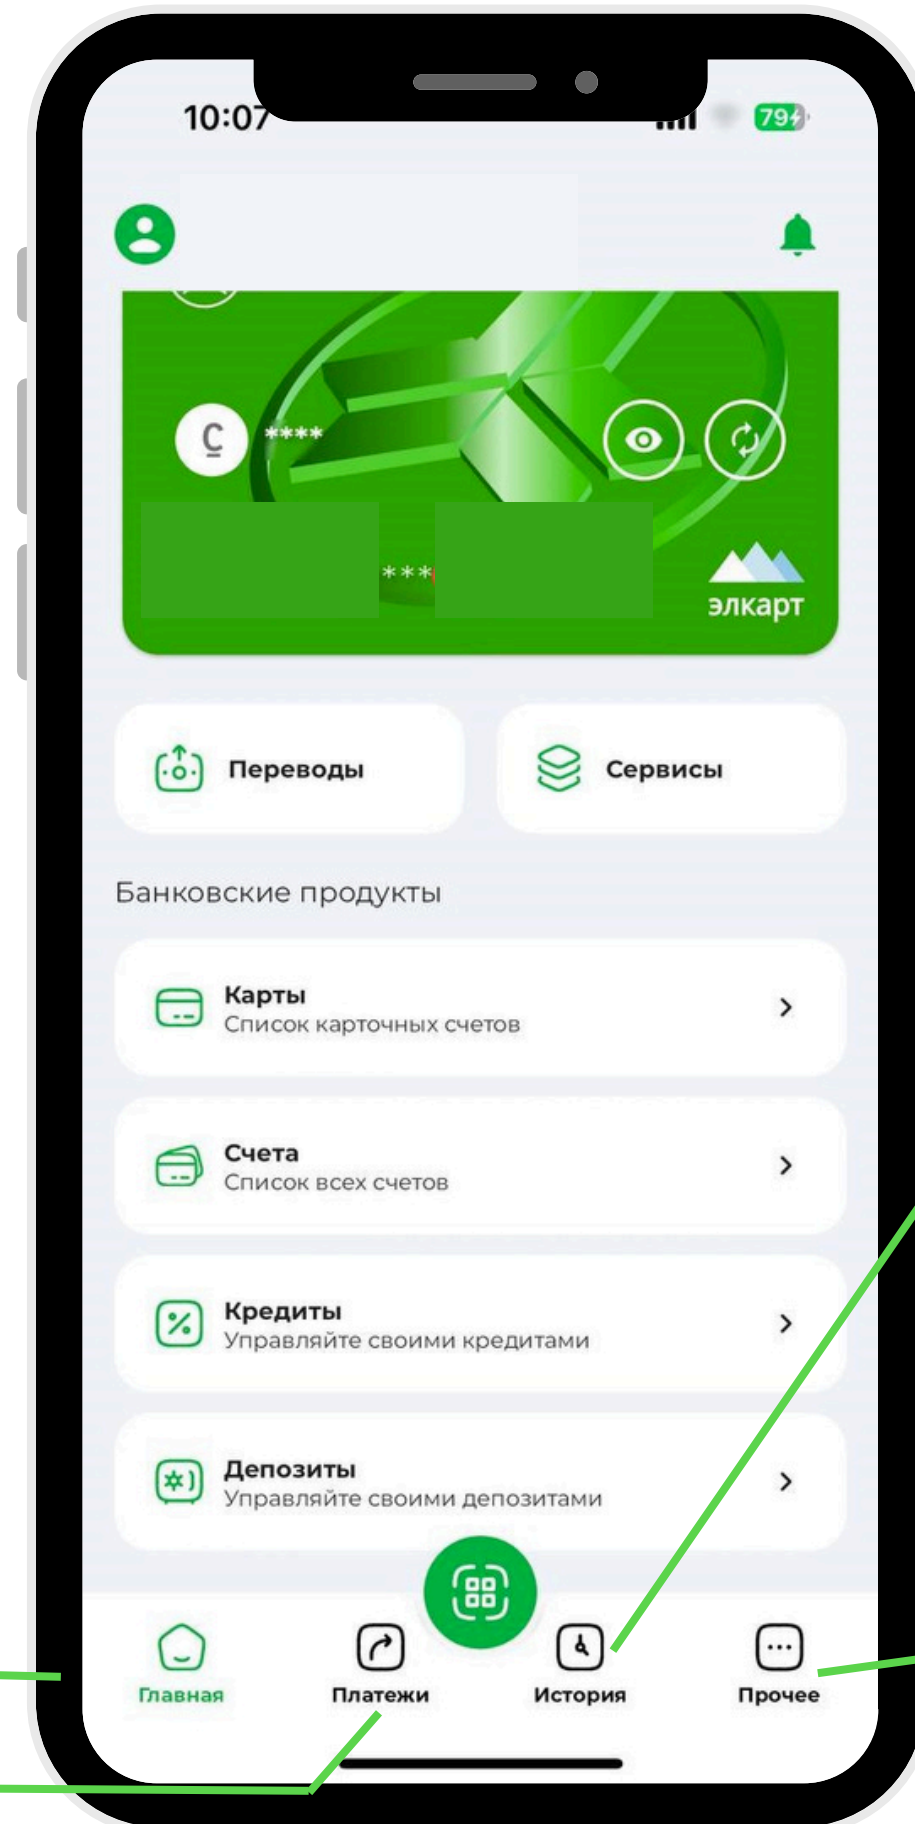 10:07
79
C
****
***
элкарт
Переводы
Сервисы
Банковские продукты
Карты
Список карточных счетов
Счета
Список всех счетов
Кредиты
Управляйте своими кредитами
Депозиты
Управляйте своими депозитами
Главная
Платежи
История
Прочее